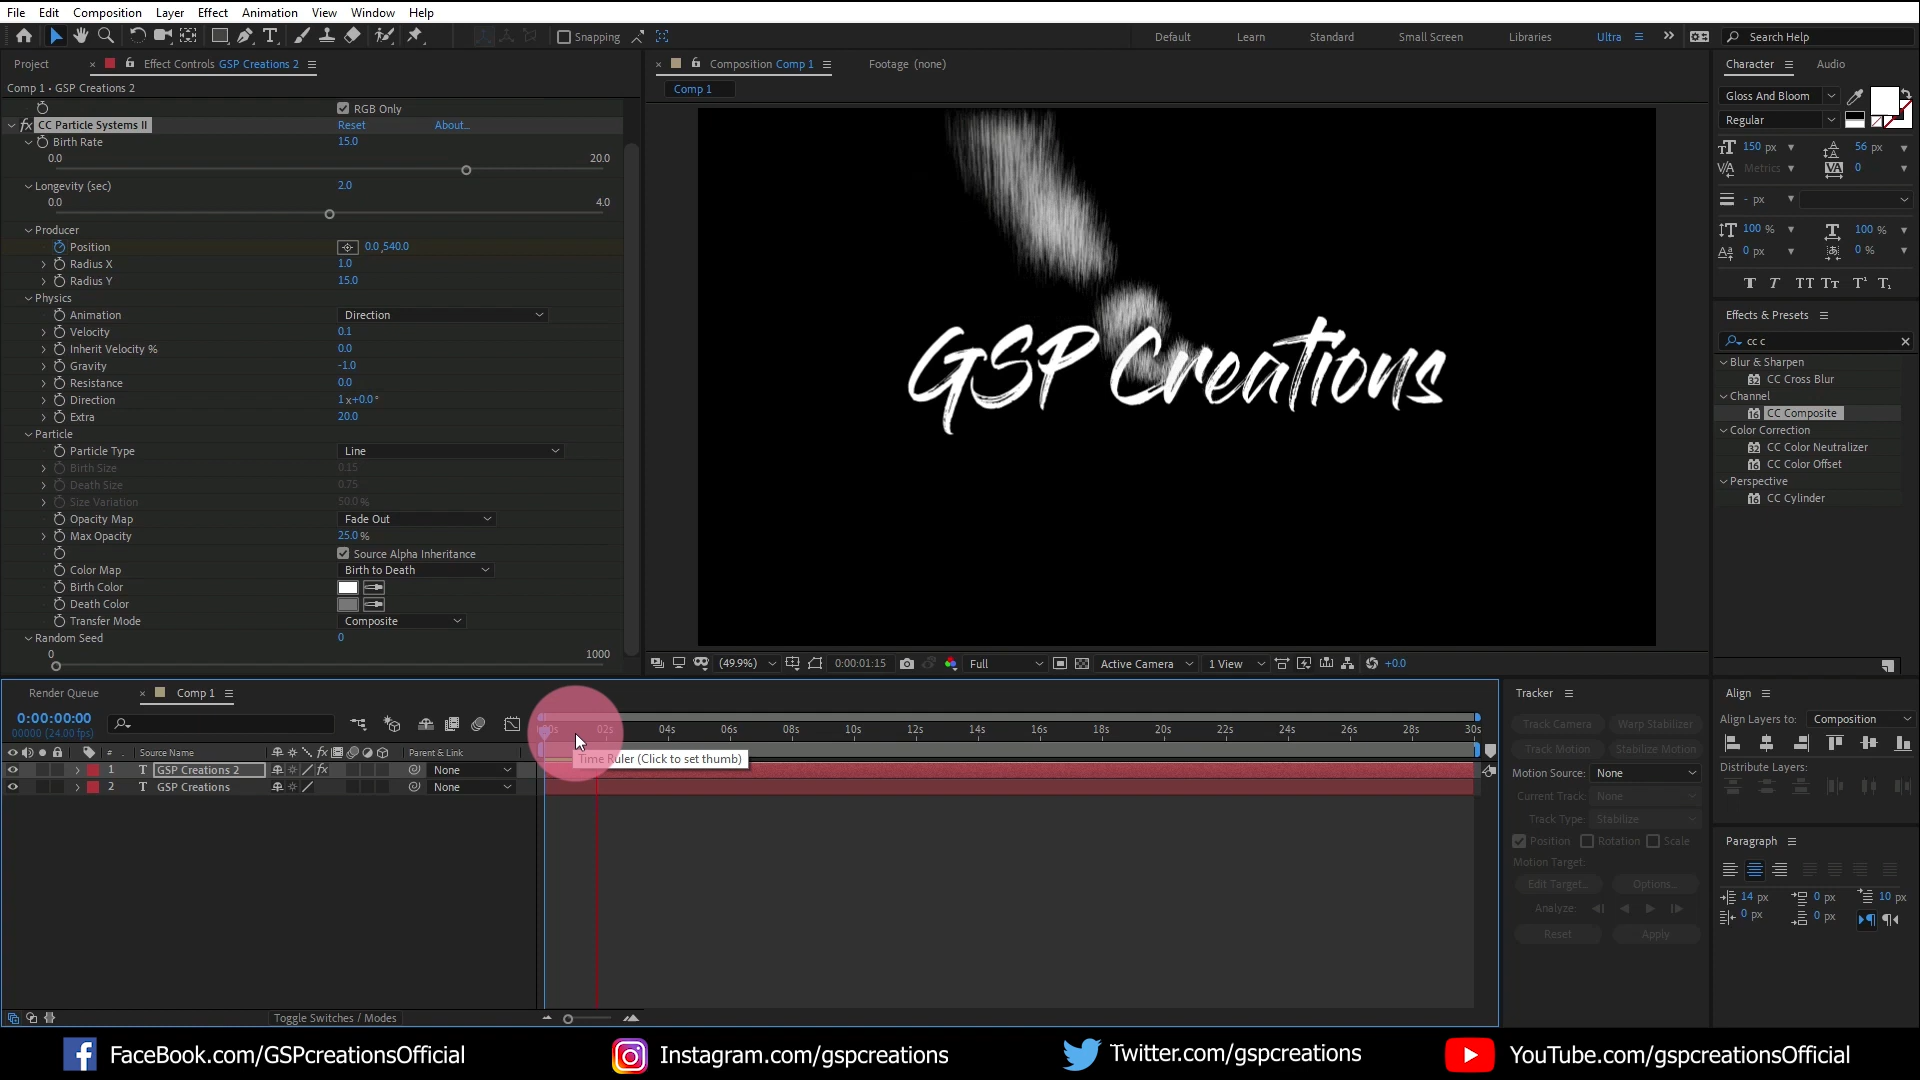 File Edit Composition Layer Effect Animation View Window Help
Snapping Default Learn Standard Small Screen Libraries Ultra Search Help
Project Effect Controls GSP Creations 2
Comp 1 • GSP Creations 2
RGB Only
fx CC Particle Systems II Reset About...
Birth Rate 15.0
0.0 20.0
Longevity (sec) 2.0
0.0 4.0
Producer
Position 0.0,540.0
Radius X 1.0
Radius Y 15.0
Physics
Animation Direction
Velocity 0.1
Inherit Velocity % 0.0
Gravity -1.0
Resistance 0.0
Direction 1x+0.0°
Extra 20.0
Particle
Particle Type Line
Birth Size 0.15
Death Size 0.75
Size Variation 50.0 %
Opacity Map Fade Out
Max Opacity 25.0 %
Source Alpha Inheritance
Color Map Birth to Death
Birth Color
Death Color
Transfer Mode Composite
Random Seed 0
0 1000
Composition Comp 1 Footage (none)
Comp 1
GSP Creations
(49.9%) 0:00:01:15 Full Active Camera 1 View +0.0
Character Audio
Gloss And Bloom
Regular
150 px 56 px
Metrics 0
- px
100 % 100 %
0 px 0 %
Effects & Presets
cc c
Blur & Sharpen
CC Cross Blur
Channel
CC Composite
Color Correction
CC Color Neutralizer
CC Color Offset
Perspective
CC Cylinder
Render Queue Comp 1
0:00:00:00
00000 (24.00 fps)
02s 04s 06s 08s 10s 12s 14s 16s 18s 20s 22s 24s 26s 28s 30s
# Source Name Parent & Link
1 T GSP Creations 2 None
2 T GSP Creations None
Time Ruler (Click to set thumb)
Toggle Switches / Modes
Tracker
Track Camera Warp Stabilizer
Track Motion Stabilize Motion
Motion Source: None
Current Track: None
Track Type: Stabilize
Position Rotation Scale
Motion Target:
Edit Target... Options...
Analyze:
Reset Apply
Align
Align Layers to: Composition
Distribute Layers:
Paragraph
14 px 0 px 10 px
0 px 0 px
FaceBook.com/GSPcreationsOfficial Instagram.com/gspcreations Twitter.com/gspcreations YouTube.com/gspcreationsOfficial